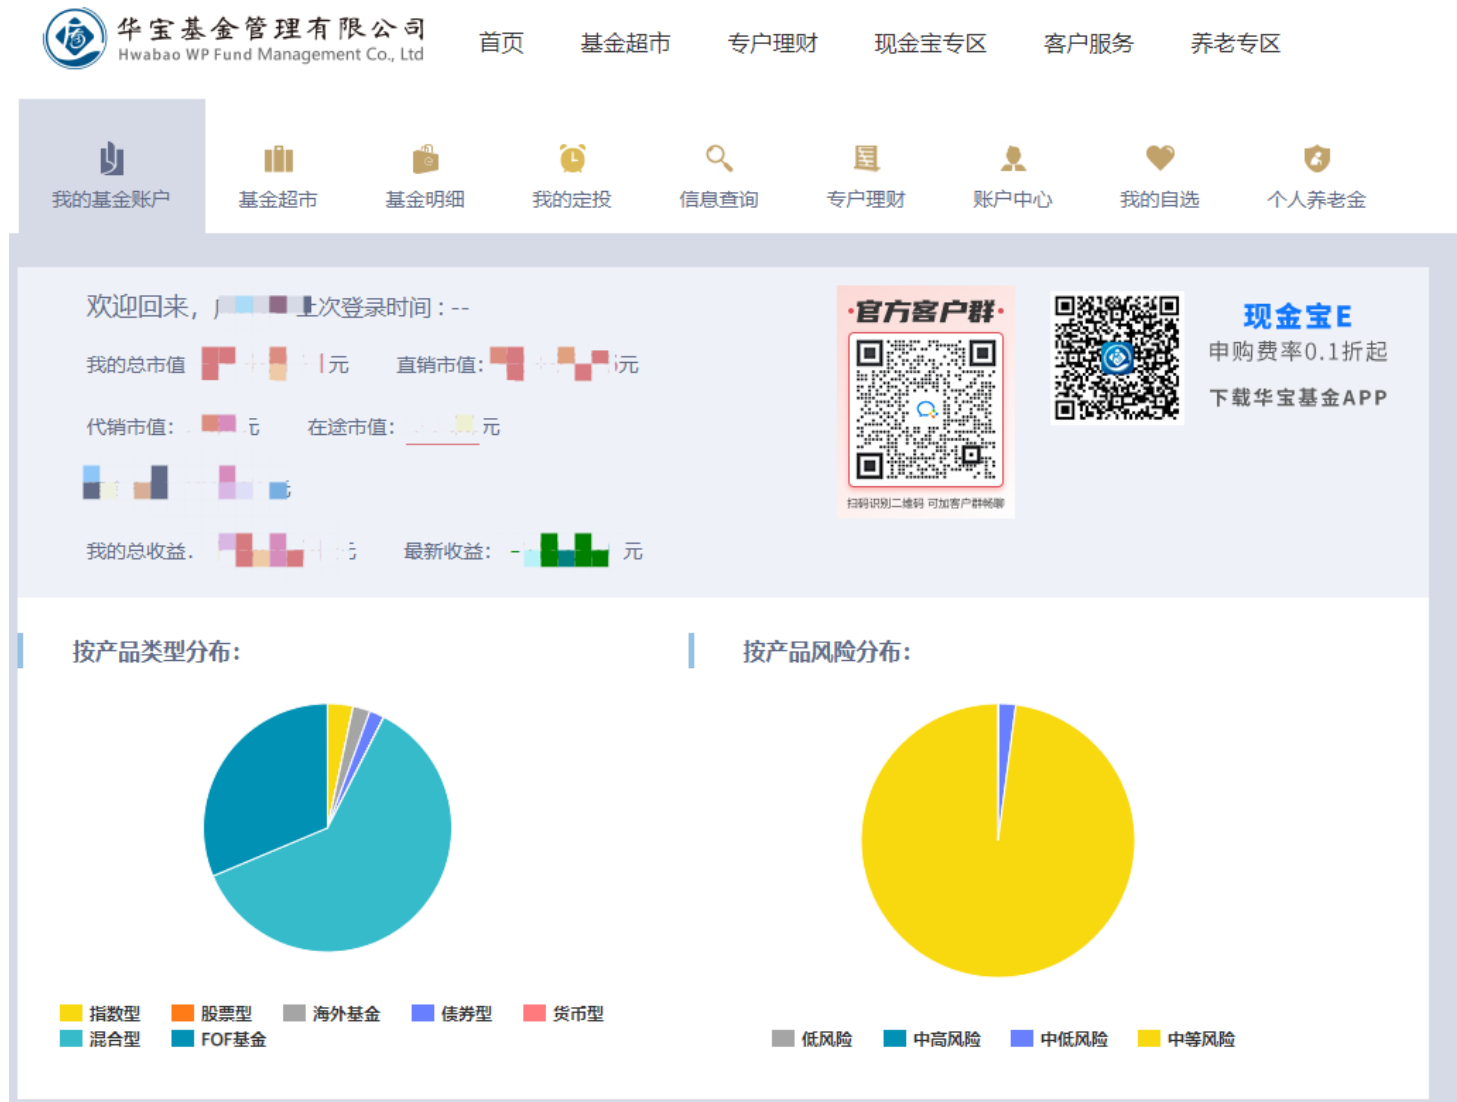 华宝基金管理有限公司
Hwabao WP Fund Management Co., Ltd
首页 基金超市 专户理财 现金宝专区 客户服务 养老专区
我的基金账户 基金超市 基金明细 我的定投 信息查询 专户理财 账户中心 我的自选 个人养老金
欢迎回来, 上次登录时间：--
我的总市值 元 直销市值： 元
代销市值： 元 在途市值： 元
我的总收益 最新收益： - 元
·官方客户群·
扫码识别二维码 可加客户群畅聊
现金宝E
申购费率0.1折起
下载华宝基金APP
按产品类型分布：
指数型 股票型 海外基金 债券型 货币型
混合型 FOF基金
按产品风险分布：
低风险 中高风险 中低风险 中等风险